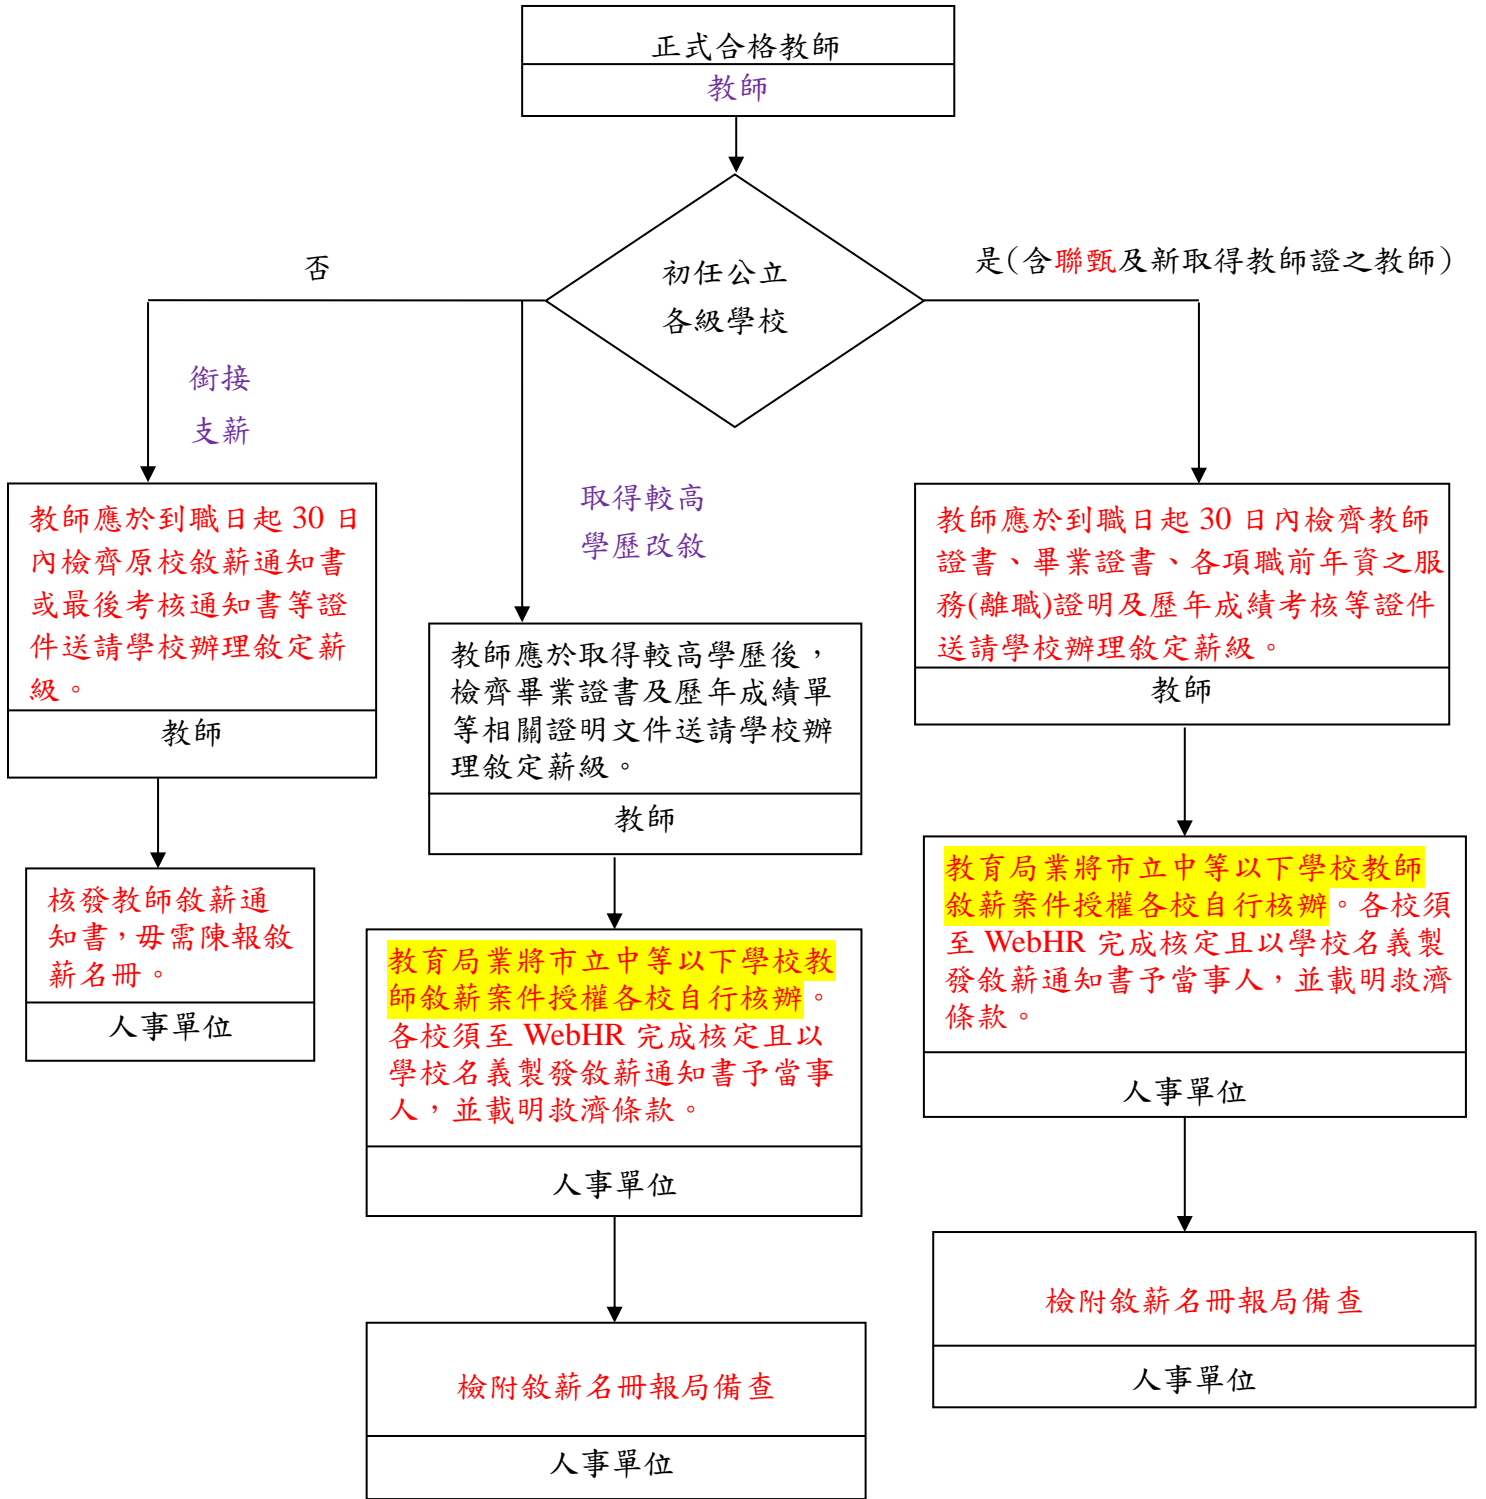 正式合格教師
教師
初任公立
各級學校
否
是(含聯甄及新取得教師證之教師)
銜接
支薪
教師應於到職日起 30 日
內檢齊原校敘薪通知書
或最後考核通知書等證
件送請學校辦理敘定薪
級。
教師
核發教師敘薪通
知書，毋需陳報敘
薪名冊。
人事單位
取得較高
學歷改敘
教師應於取得較高學歷後，
檢齊畢業證書及歷年成績單
等相關證明文件送請學校辦
理敘定薪級。
教師
教育局業將市立中等以下學校教
師敘薪案件授權各校自行核辦。
各校須至 WebHR 完成核定且以
學校名義製發敘薪通知書予當事
人，並載明救濟條款。
人事單位
檢附敘薪名冊報局備查
人事單位
教師應於到職日起 30 日內檢齊教師
證書、畢業證書、各項職前年資之服
務(離職)證明及歷年成績考核等證件
送請學校辦理敘定薪級。
教師
教育局業將市立中等以下學校教師
敘薪案件授權各校自行核辦。各校須
至 WebHR 完成核定且以學校名義製
發敘薪通知書予當事人，並載明救濟
條款。
人事單位
檢附敘薪名冊報局備查
人事單位